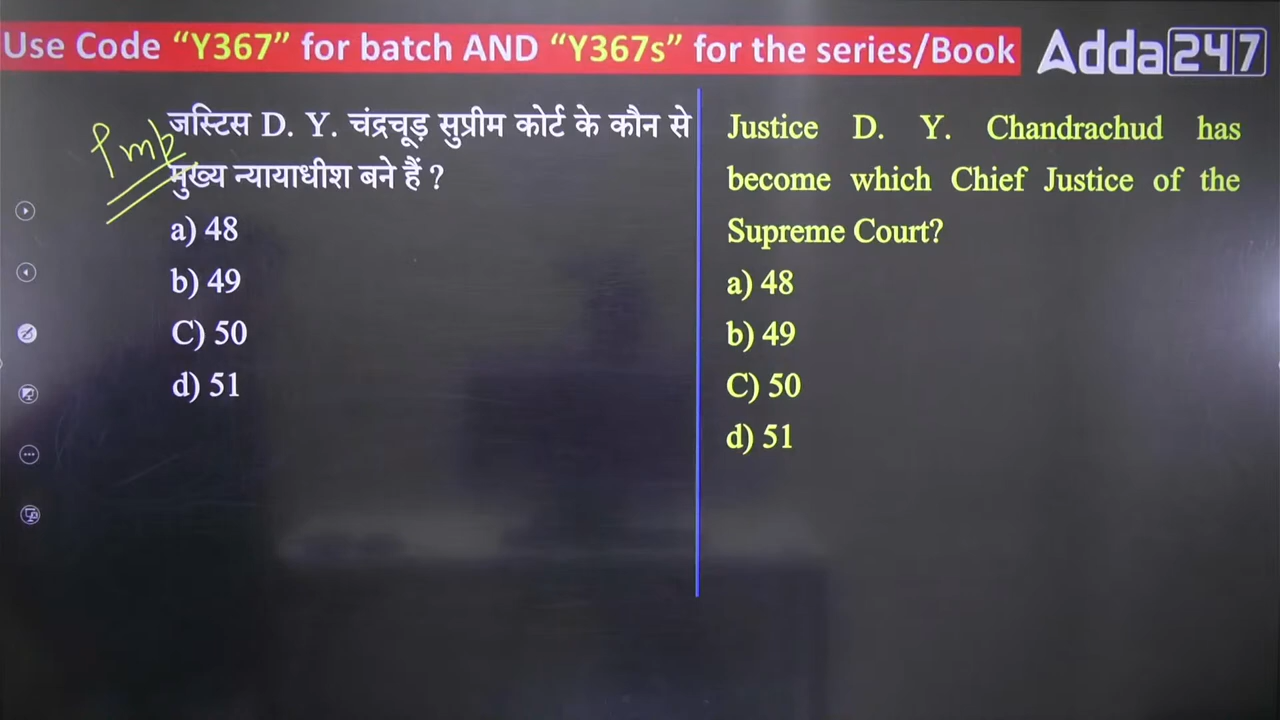 Use Code “Y367” for batch AND “Y367s” for the series/Book
Adda247
Imp
जस्टिस D. Y. चंद्रचूड़ सुप्रीम कोर्ट के कौन से
मुख्य न्यायाधीश बने हैं ?
a) 48
b) 49
C) 50
d) 51
Justice D. Y. Chandrachud has
become which Chief Justice of the
Supreme Court?
a) 48
b) 49
C) 50
d) 51